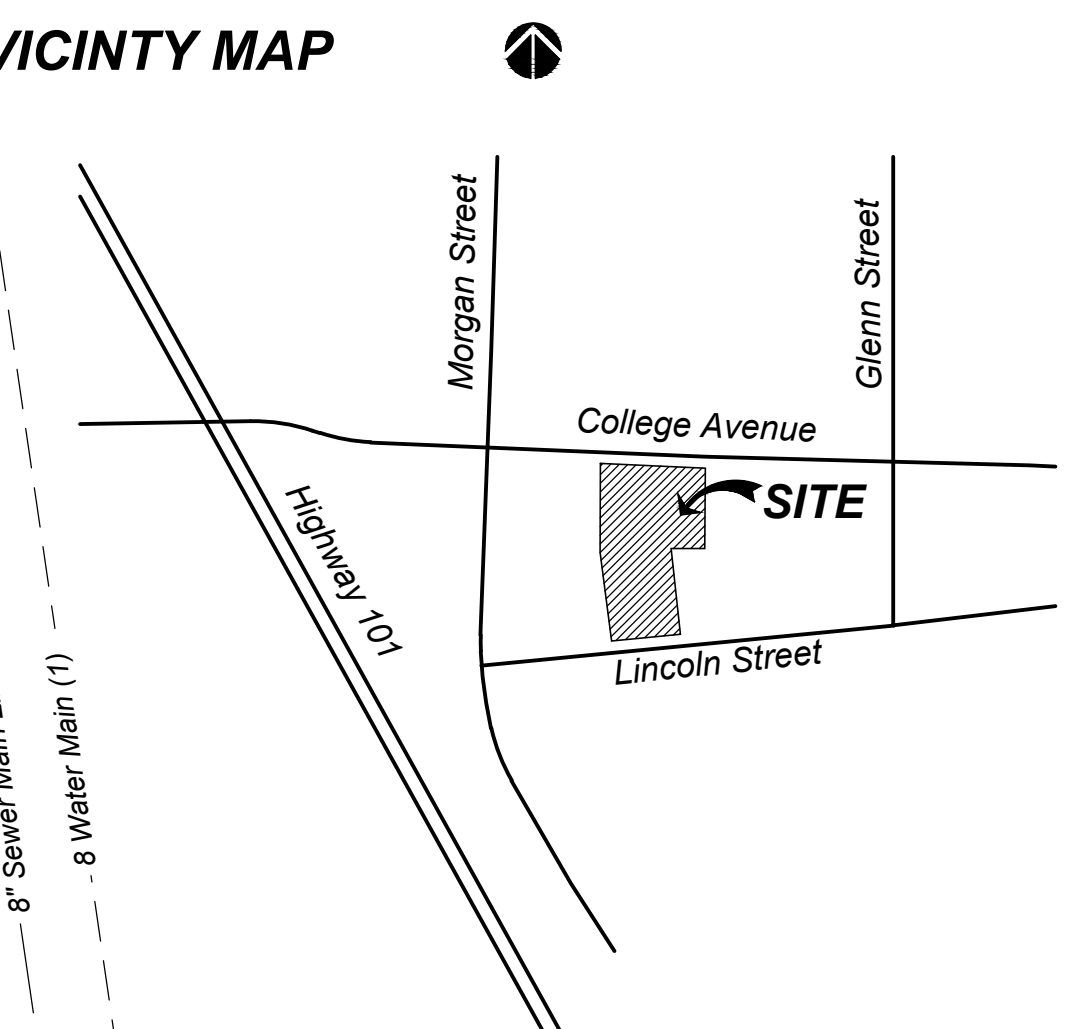 VICINTY MAP
Morgan Street
Glenn Street
College Avenue
SITE
Highway 101
Lincoln Street
8 Water Main (1)
8" Sewer Main